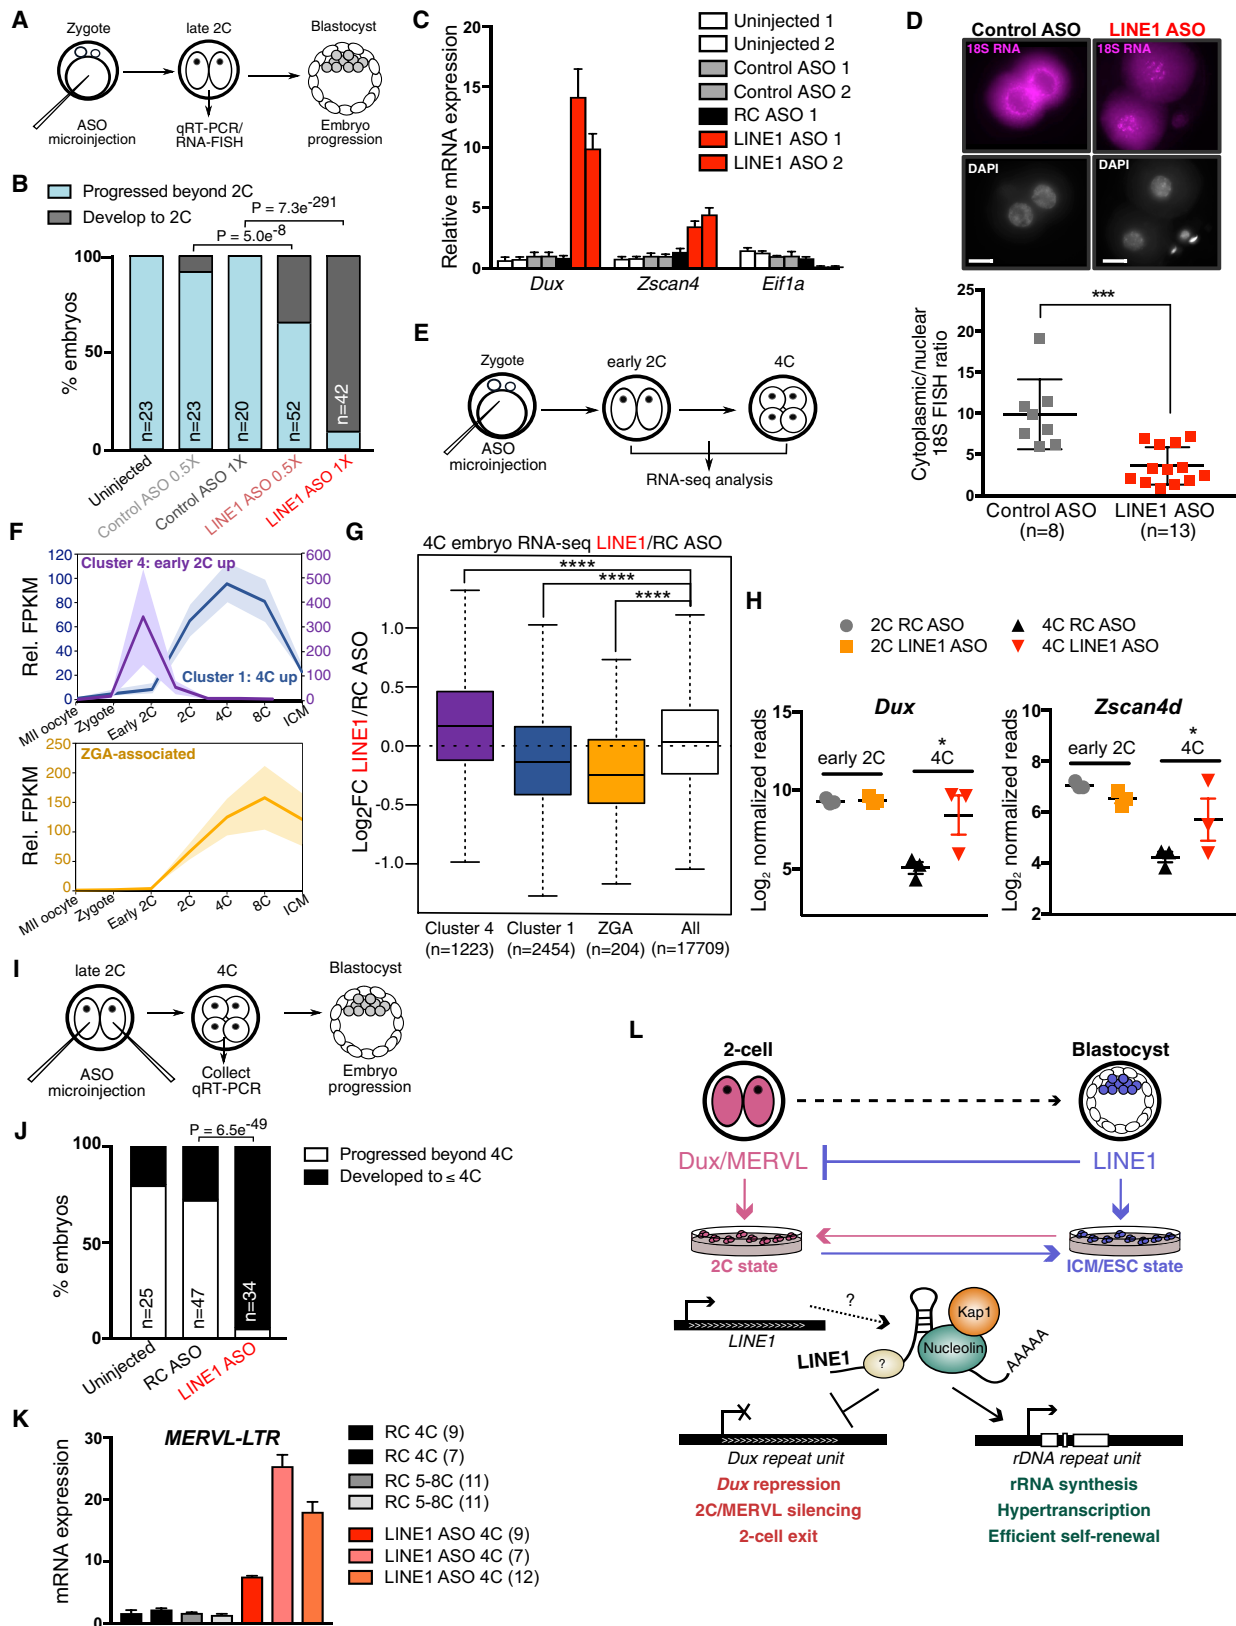 A
Zygote
late 2C
Blastocyst
ASO
microinjection
qRT-PCR/
RNA-FISH
Embryo
progression
B
Progressed beyond 2C
Develop to 2C
P = 7.3e-291
P = 5.0e-8
% embryos
100
50
0
n=23
n=23
n=20
n=52
n=42
Uninjected
Control ASO 0.5X
Control ASO 1X
LINE1 ASO 0.5X
LINE1 ASO 1X
C
Relative mRNA expression
20
15
10
5
0
Dux
Zscan4
Eif1a
Uninjected 1
Uninjected 2
Control ASO 1
Control ASO 2
RC ASO 1
LINE1 ASO 1
LINE1 ASO 2
D
Control ASO
LINE1 ASO
18S RNA
18S RNA
DAPI
DAPI
Cytoplasmic/nuclear
18S FISH ratio
25
20
15
10
5
0
***
Control ASO
(n=8)
LINE1 ASO
(n=13)
E
Zygote
early 2C
4C
ASO
microinjection
RNA-seq analysis
F
Rel. FPKM
120
100
80
60
40
20
0
600
500
400
300
200
100
0
Cluster 4: early 2C up
Cluster 1: 4C up
MII oocyte
Zygote
Early 2C
2C
4C
8C
ICM
Rel. FPKM
250
200
150
100
50
0
ZGA-associated
MII oocyte
Zygote
Early 2C
2C
4C
8C
ICM
G
4C embryo RNA-seq LINE1/RC ASO
****
****
****
Log2FC LINE1/RC ASO
1.0
0.5
0.0
-0.5
-1.0
Cluster 4
(n=1223)
Cluster 1
(n=2454)
ZGA
(n=204)
All
(n=17709)
H
2C RC ASO
2C LINE1 ASO
4C RC ASO
4C LINE1 ASO
Dux
Log2 normalized reads
15
10
5
early 2C
*
4C
Zscan4d
Log2 normalized reads
10
8
6
4
2
early 2C
*
4C
I
late 2C
4C
Blastocyst
ASO
microinjection
Collect
qRT-PCR
Embryo
progression
J
P = 6.5e-49
% embryos
100
50
0
n=25
n=47
n=34
Uninjected
RC ASO
LINE1 ASO
Progressed beyond 4C
Developed to ≤ 4C
K
MERVL-LTR
mRNA expression
30
20
10
0
RC 4C (9)
RC 4C (7)
RC 5-8C (11)
RC 5-8C (11)
LINE1 ASO 4C (9)
LINE1 ASO 4C (7)
LINE1 ASO 4C (12)
L
2-cell
Blastocyst
Dux/MERVL
LINE1
2C state
ICM/ESC state
>>>>>>>>>>>>>>>>>>>>
LINE1
?
LINE1
?
Nucleolin
Kap1
AAAAA
>>>>>>>>>>>>>>>>>>>>
Dux repeat unit
rDNA repeat unit
Dux repression
2C/MERVL silencing
2-cell exit
rRNA synthesis
Hypertranscription
Efficient self-renewal